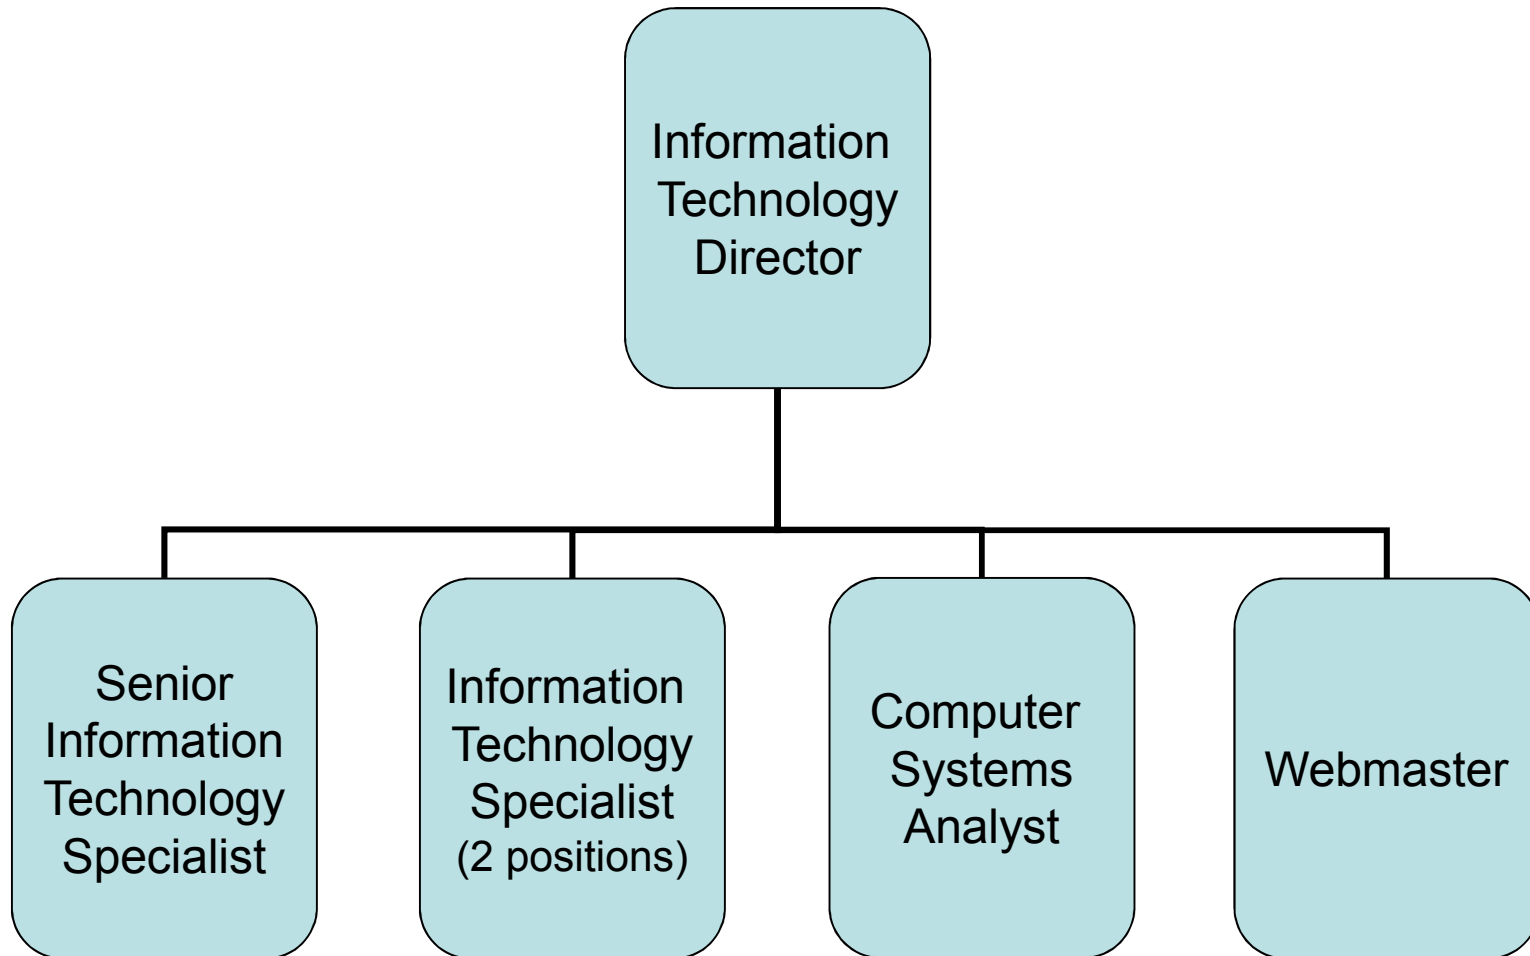 Information
Technology
Director
Senior
Information
Technology
Specialist
Information
Technology
Specialist
(2 positions)
Computer
Systems
Analyst
Webmaster